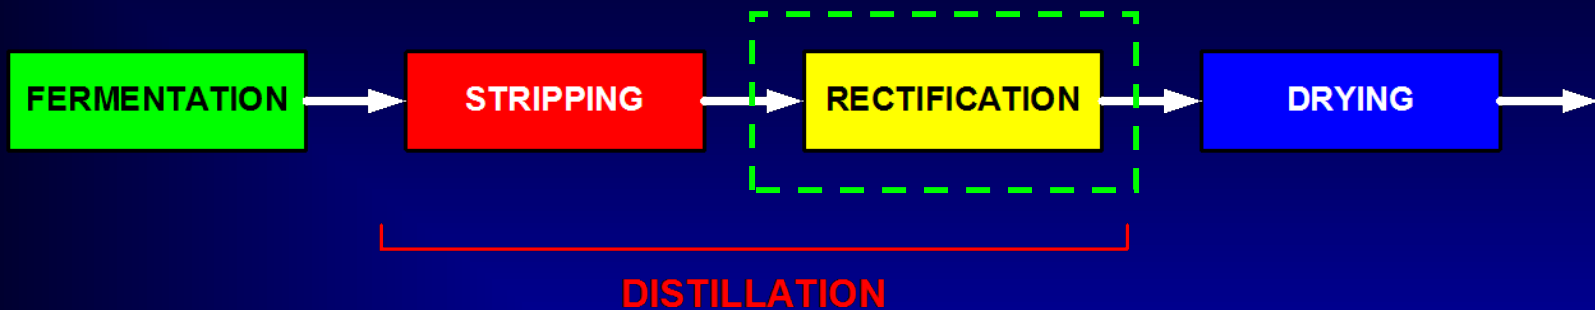 FERMENTATION
STRIPPING
RECTIFICATION
DRYING
DISTILLATION